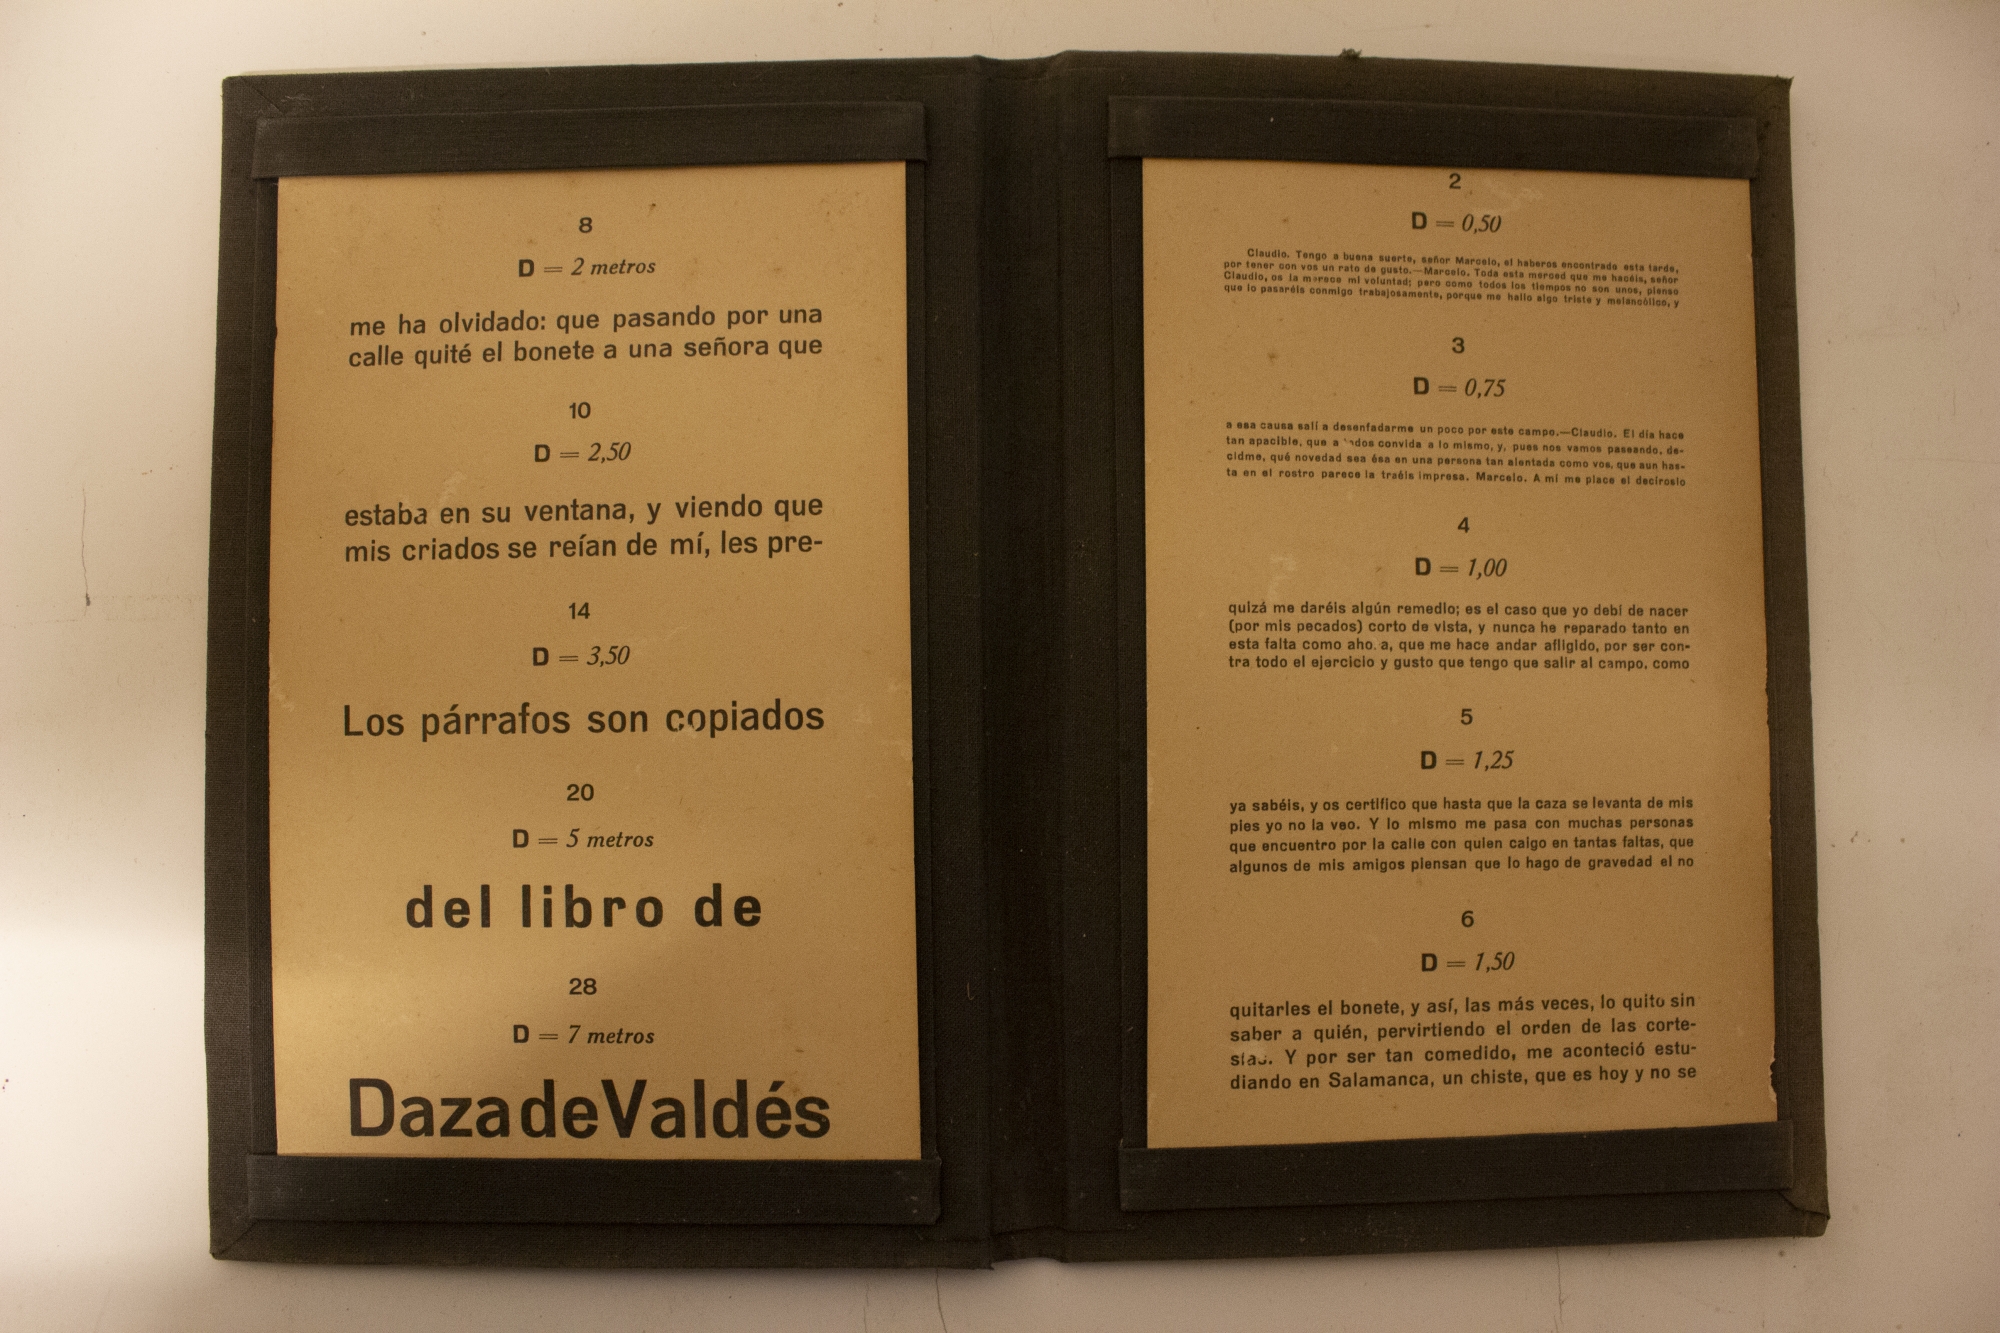 8
D = 2 metros
me ha olvidado: que pasando por una
calle quité el bonete a una señora que
10
D = 2,50
estaba en su ventana, y viendo que
mis criados se reían de mí, les pre-
14
D = 3,50
Los párrafos son copiados
20
D = 5 metros
del libro de
28
D = 7 metros
Daza de Valdés
2
D = 0,50
Claudio. Tengo a buena suerte, señor Marcelo, el haberos encontrado esta tarde,
por tener con vos un rato de gusto.—Marcelo. Toda esta merced que me hacéis, señor
Claudio, os la merece mi voluntad; pero como todos los tiempos no son unos, pienso
que lo pasaréis conmigo trabajosamente, porque me hallo algo triste y melancólico, y
3
D = 0,75
a esa causa salí a desenfadarme un poco por este campo.—Claudio. El día hace
tan apacible, que a dos convida a lo mismo, y, pues nos vamos paseando, de-
cidme, qué novedad sea ésa en una persona tan alentada como vos, que aun has-
ta en el rostro parece la traéis impresa. Marcelo. A mí me place el decíroslo
4
D = 1,00
quizá me daréis algún remedio; es el caso que yo debí de nacer
(por mis pecados) corto de vista, y nunca he reparado tanto en
esta falta como aho a, que me hace andar afligido, por ser con-
tra todo el ejercicio y gusto que tengo que salir al campo, como
5
D = 1,25
ya sabéis, y os certifico que hasta que la caza se levanta de mis
pies yo no la veo. Y lo mismo me pasa con muchas personas
que encuentro por la calle con quien caigo en tantas faltas, que
algunos de mis amigos piensan que lo hago de gravedad el no
6
D = 1,50
quitarles el bonete, y así, las más veces, lo quito sin
saber a quién, pervirtiendo el orden de las corte-
sías. Y por ser tan comedido, me aconteció estu-
diando en Salamanca, un chiste, que es hoy y no se